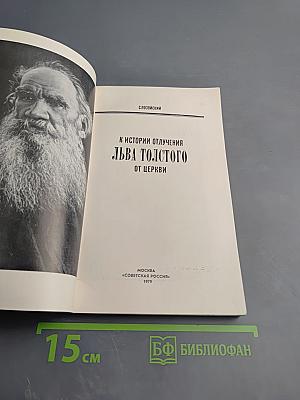 С. ПОЗОЙСКИЙ
К ИСТОРИИ ОТЛУЧЕНИЯ
ЛЬВА ТОЛСТОГО
ОТ ЦЕРКВИ
МОСКВА
«СОВЕТСКАЯ РОССИЯ»
1979
15 см
БФ БИБЛИОФАН